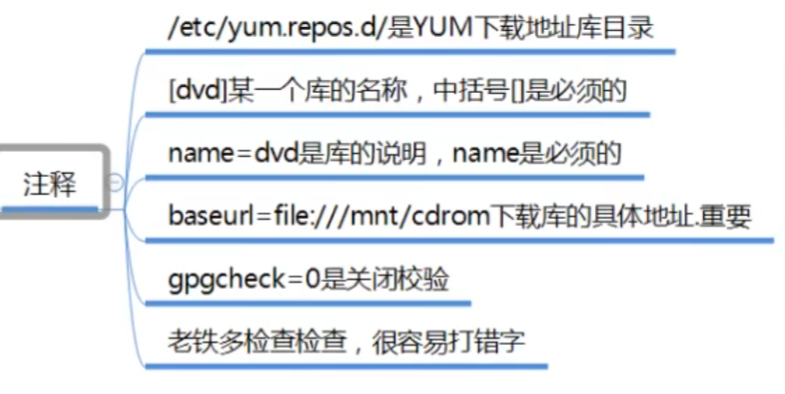 /etc/yum.repos.d/是YUM下载地址库目录
[dvd]某一个库的名称，中括号[]是必须的
name=dvd是库的说明，name是必须的
注释
baseurl=file:///mnt/cdrom下载库的具体地址.重要
gpgcheck=0是关闭校验
老铁多检查检查，很容易打错字